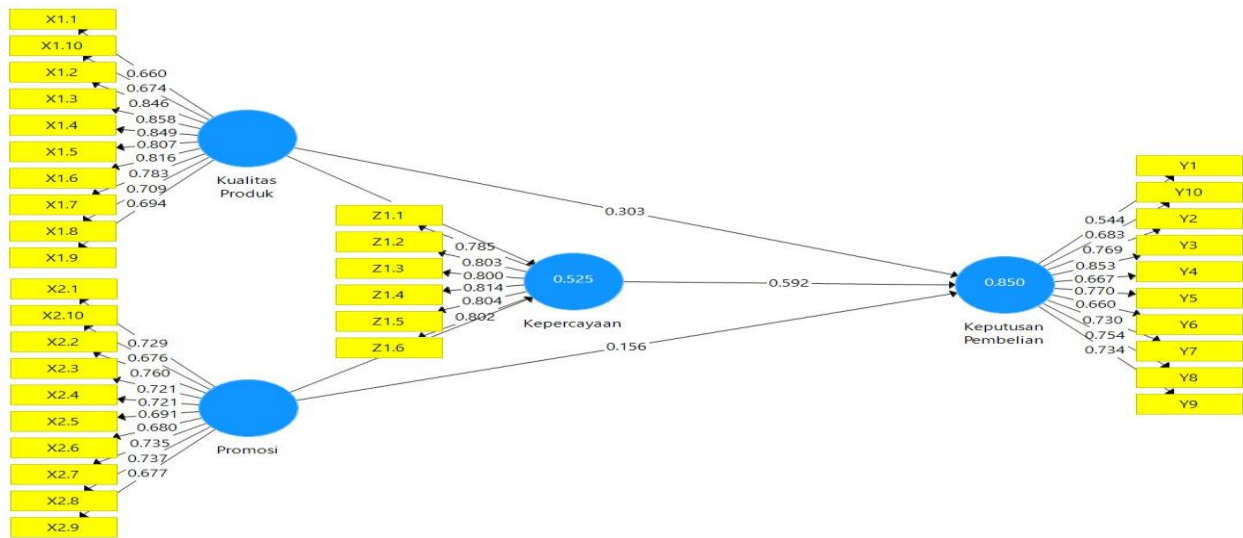 X1.1
X1.10
X1.2
X1.3
X1.4
X1.5
X1.6
X1.7
X1.8
X1.9
0.660
0.674
0.846
0.858
0.849
0.807
0.816
0.783
0.709
0.694
Kualitas
Produk
X2.1
X2.10
X2.2
X2.3
X2.4
X2.5
X2.6
X2.7
X2.8
X2.9
0.729
0.676
0.760
0.721
0.721
0.691
0.680
0.735
0.737
0.677
Promosi
Z1.1
Z1.2
Z1.3
Z1.4
Z1.5
Z1.6
0.785
0.803
0.800
0.814
0.804
0.802
0.525
Kepercayaan
0.303
0.592
0.156
0.850
Keputusan
Pembelian
0.544
0.683
0.769
0.853
0.667
0.770
0.660
0.730
0.754
0.734
Y1
Y10
Y2
Y3
Y4
Y5
Y6
Y7
Y8
Y9